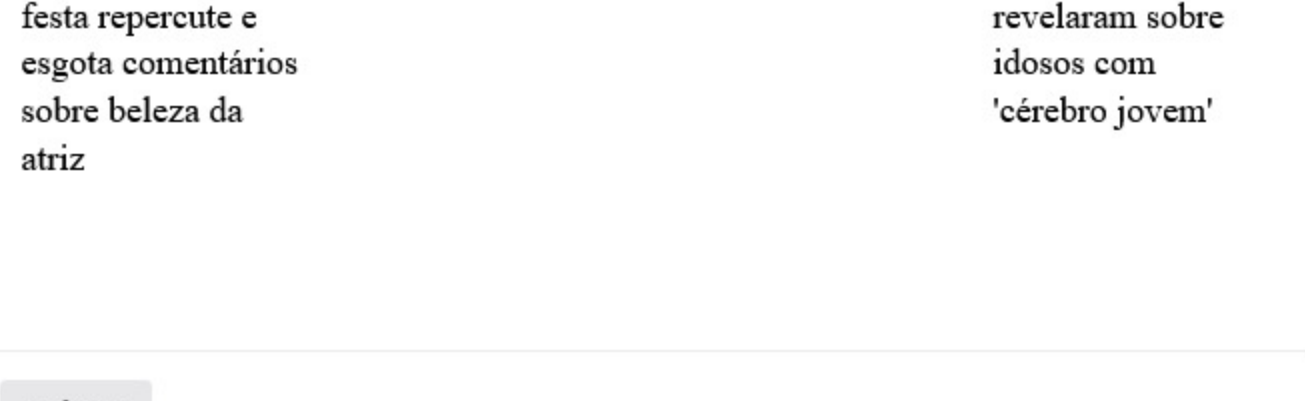 festa repercute e
esgota comentários
sobre beleza da
atriz
revelaram sobre
idosos com
'cérebro jovem'